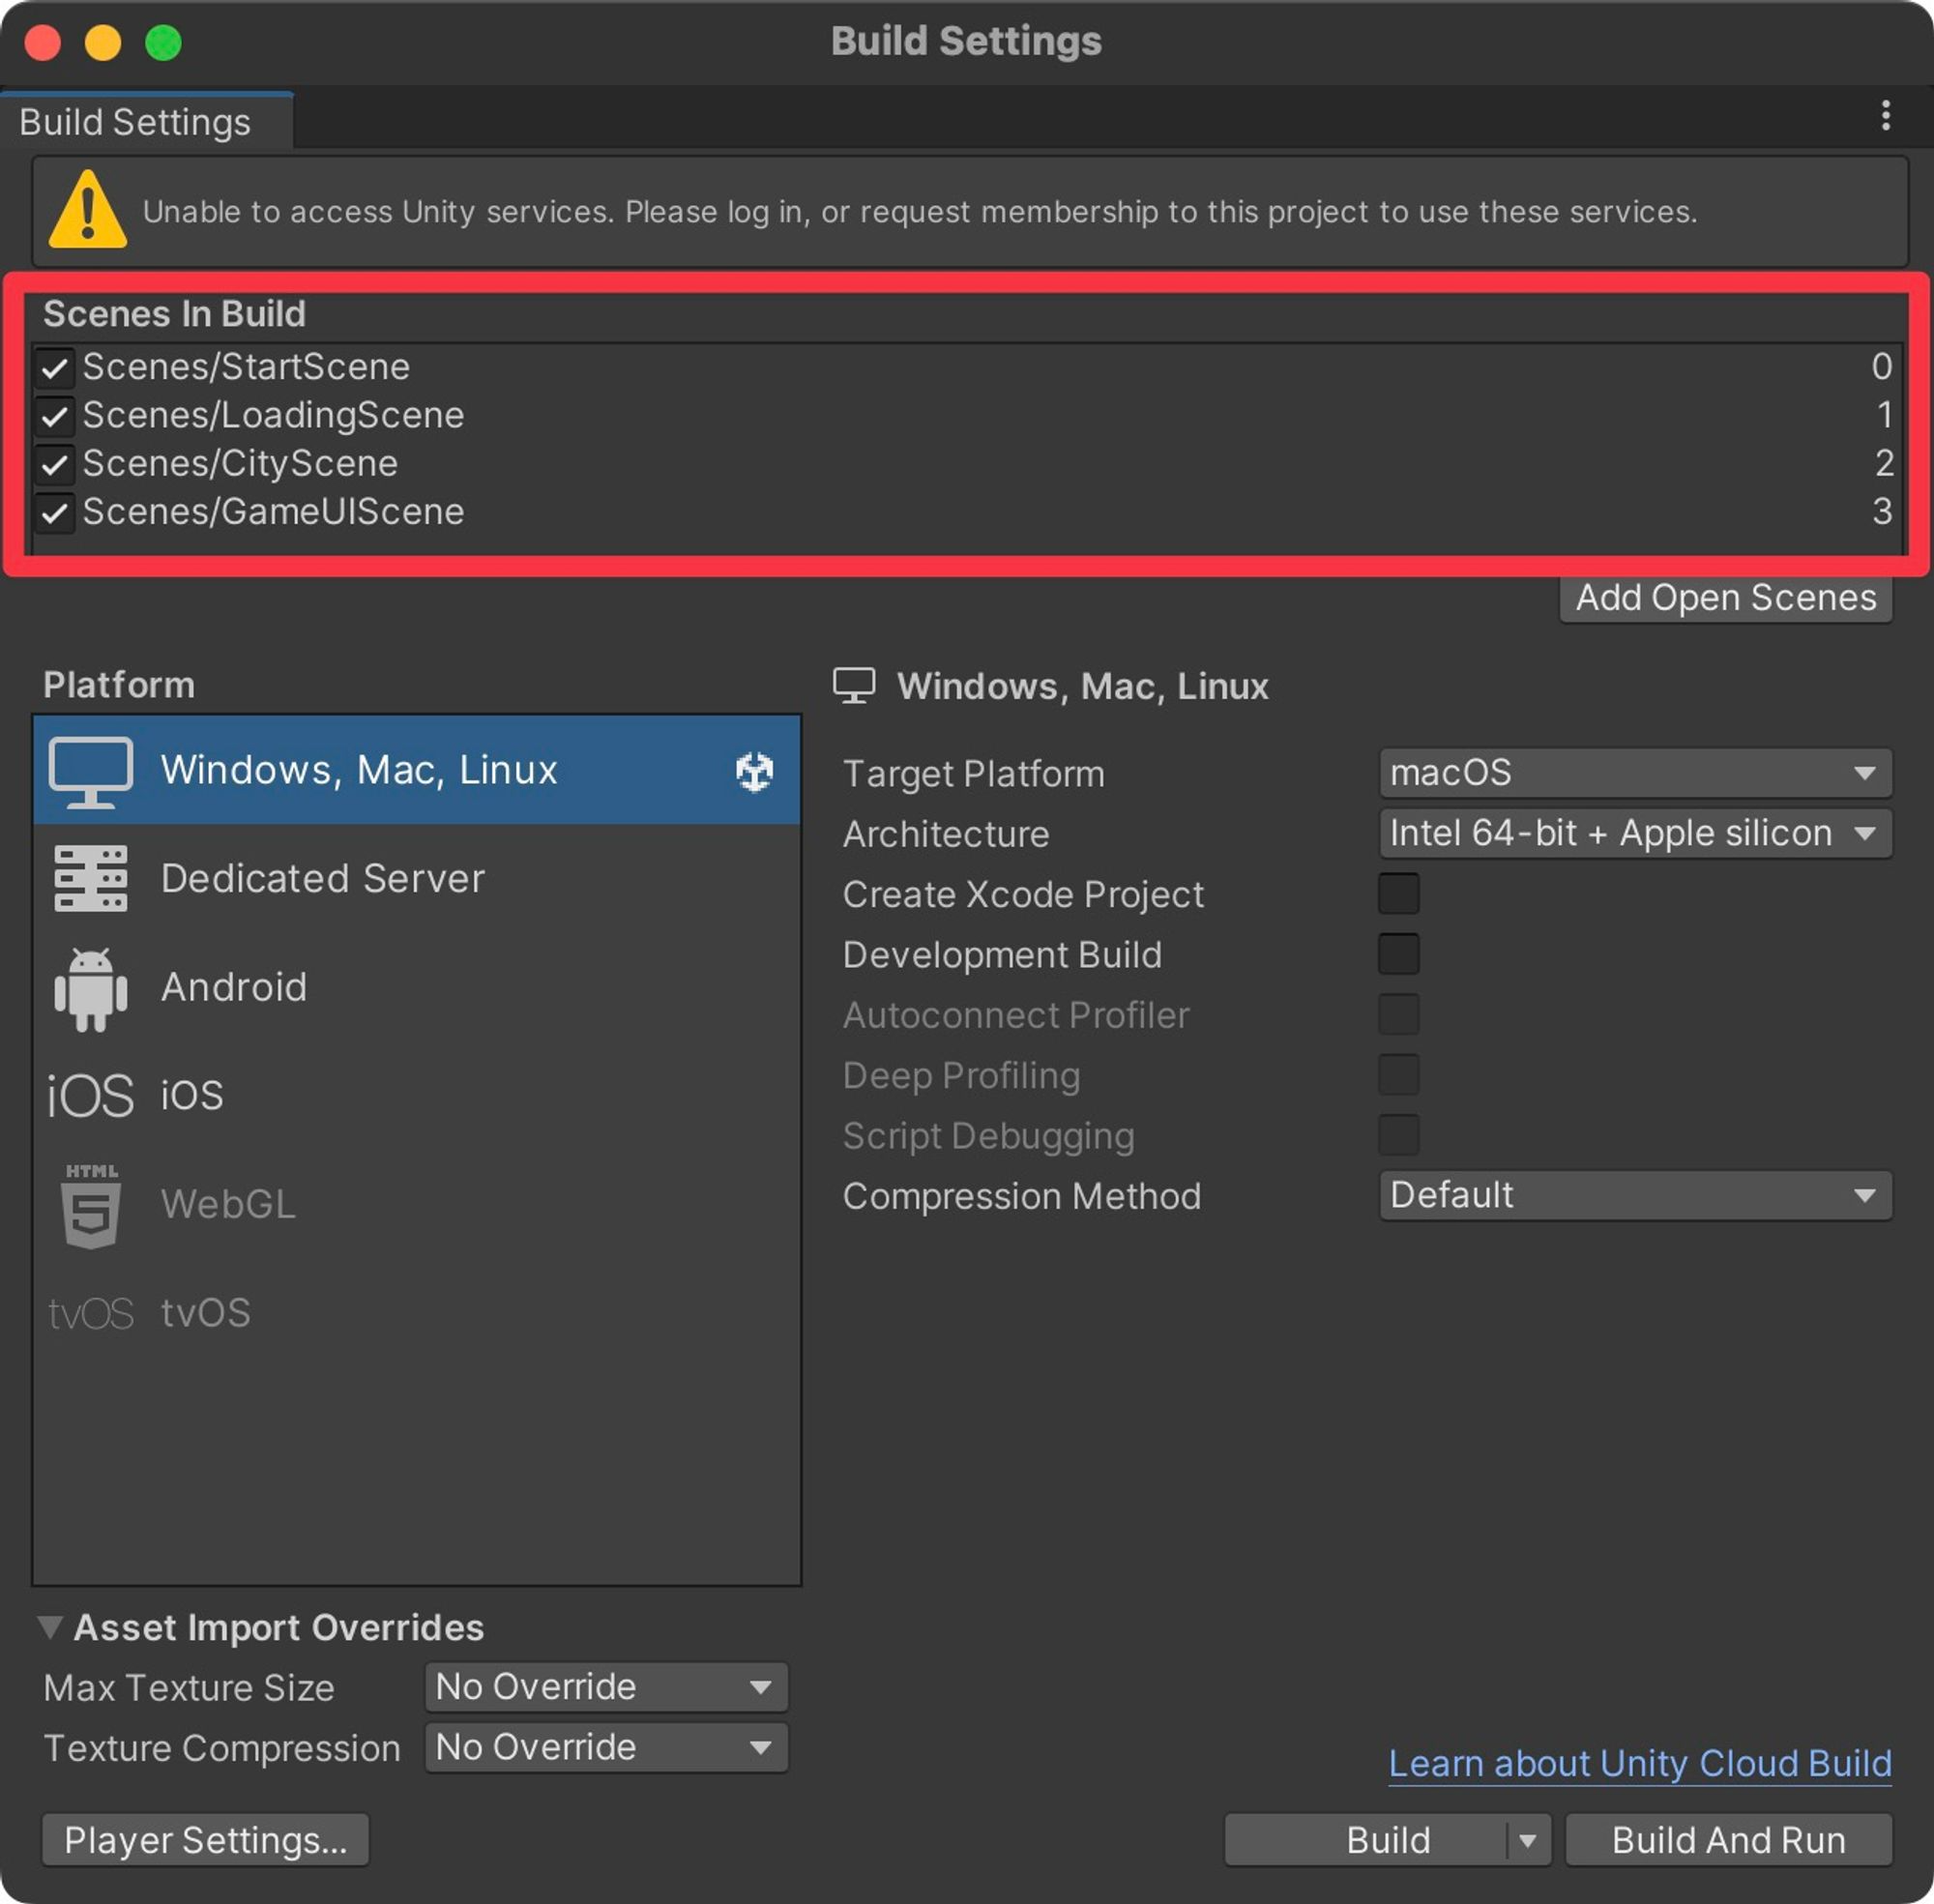 Build Settings
Build Settings
Unable to access Unity services. Please log in, or request membership to this project to use these services.
Scenes In Build
Scenes/StartScene 0
Scenes/LoadingScene 1
Scenes/CityScene 2
Scenes/GameUIScene 3
Add Open Scenes
Platform
Windows, Mac, Linux
Dedicated Server
Android
iOS iOS
HTML
5 WebGL
tvOS tvOS
Windows, Mac, Linux
Target Platform macOS
Architecture Intel 64-bit + Apple silicon
Create Xcode Project
Development Build
Autoconnect Profiler
Deep Profiling
Script Debugging
Compression Method Default
Asset Import Overrides
Max Texture Size No Override
Texture Compression No Override
Learn about Unity Cloud Build
Player Settings... Build Build And Run